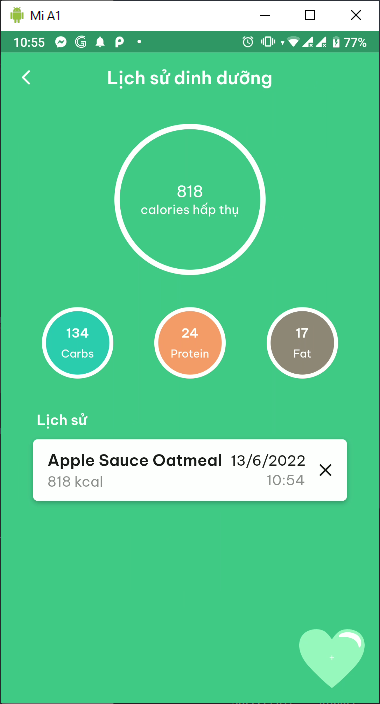 Mi A1
10:55
77%
Lịch sử dinh dưỡng
818
calories hấp thụ
134
Carbs
24
Protein
17
Fat
Lịch sử
Apple Sauce Oatmeal 13/6/2022
818 kcal 10:54
+